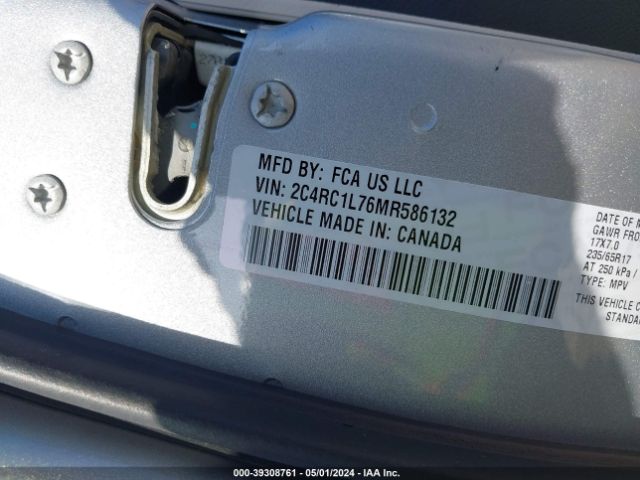 MFD BY: FCA US LLC
VIN: 2C4RC1L76MR586132
VEHICLE MADE IN: CANADA
DATE OF M
GAWR FRO
17X7.0
235/65R17
AT 250 kPa /
TYPE: MPV
THIS VEHICLE C
STANDA
000-39308761 - 05/01/2024 - IAA Inc.